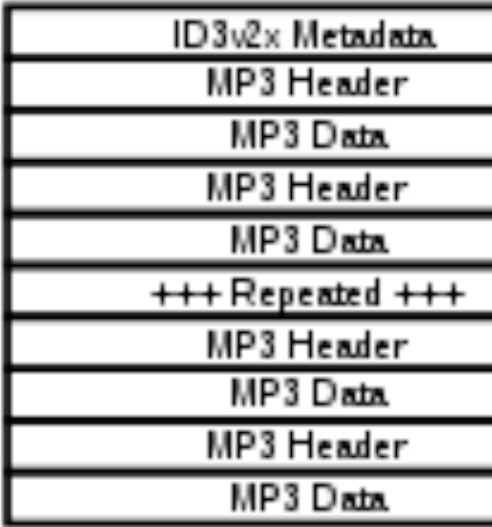 ID3v2x Metadata
MP3 Header
MP3 Data
MP3 Header
MP3 Data
+++ Repeated +++
MP3 Header
MP3 Data
MP3 Header
MP3 Data